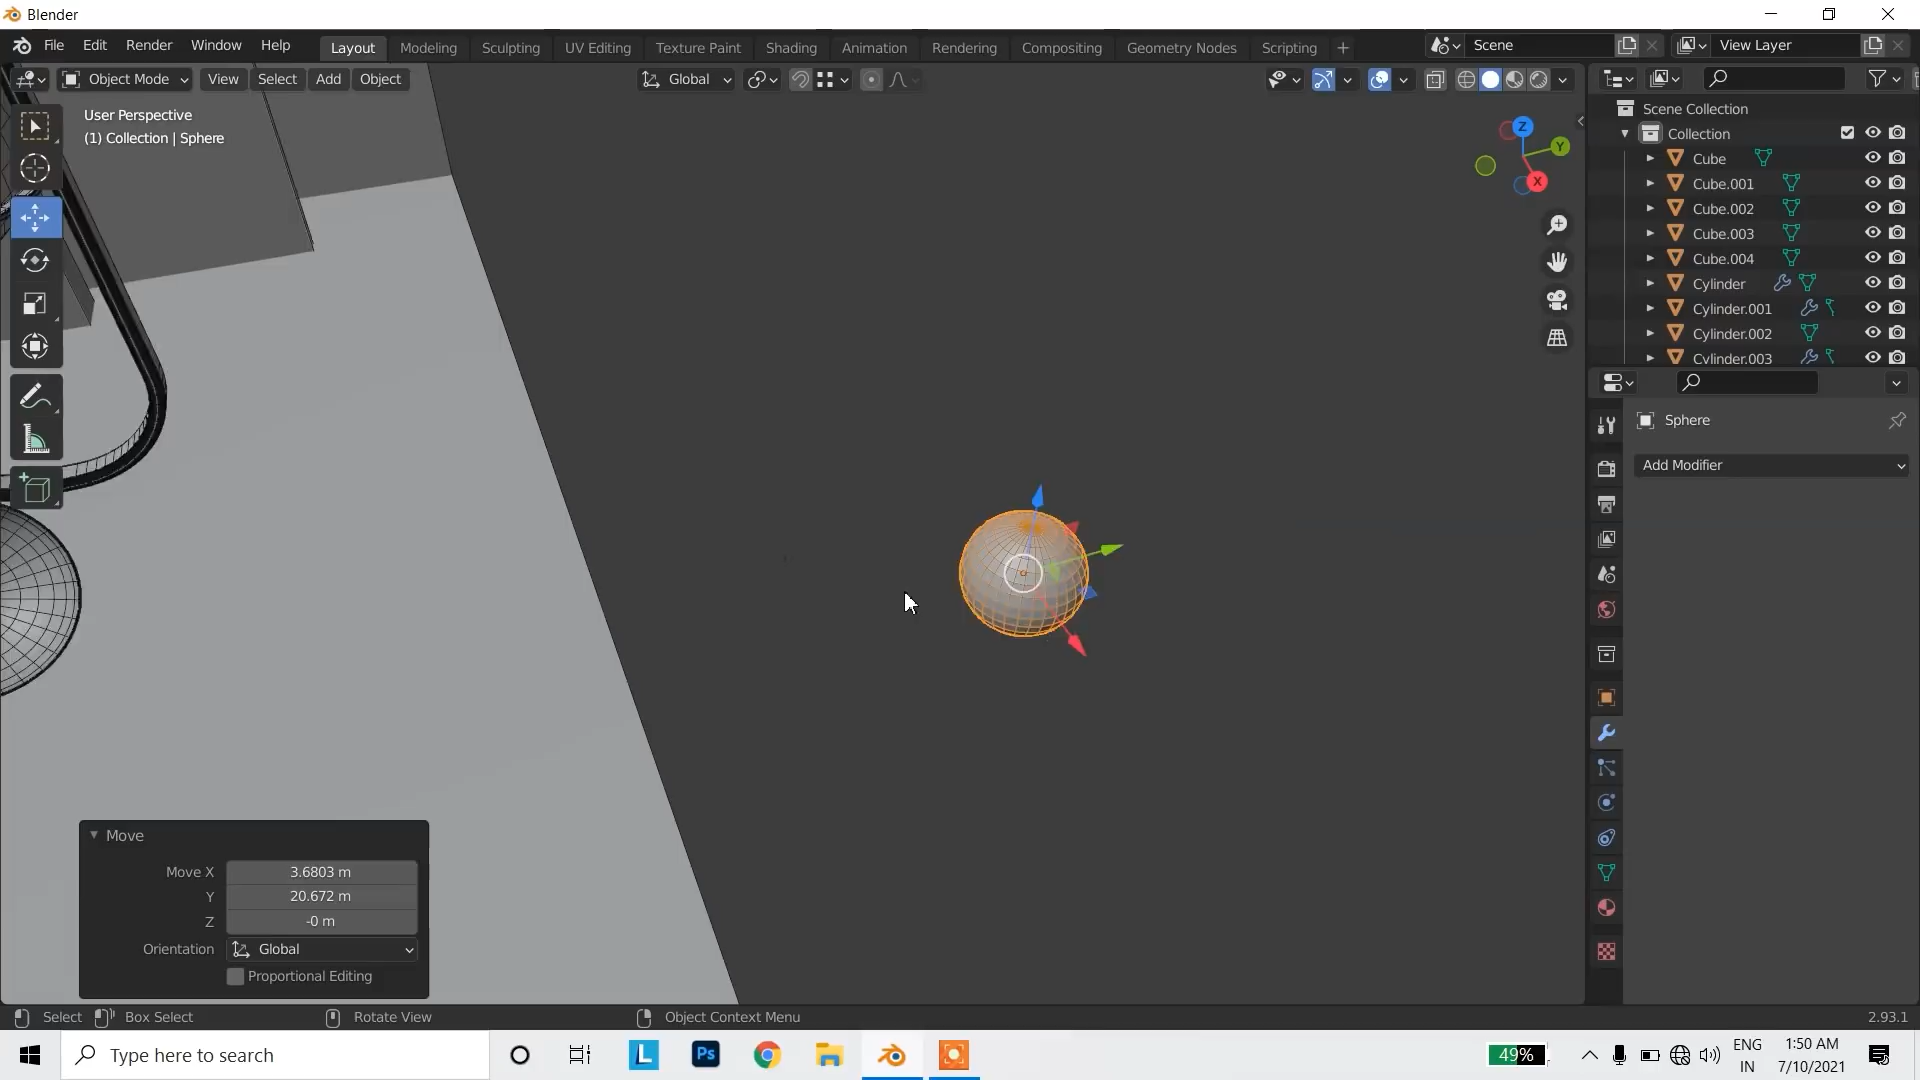 Blender
File Edit Render Window Help Layout Modeling Sculpting UV Editing Texture Paint Shading Animation Rendering Compositing Geometry Nodes Scripting + Scene View Layer
Object Mode View Select Add Object Global
User Perspective
(1) Collection | Sphere
Z
Y
X
Scene Collection
Collection
Cube
Cube.001
Cube.002
Cube.003
Cube.004
Cylinder
Cylinder.001
Cylinder.002
Cylinder.003
Sphere
Add Modifier
Move
Move X 3.6803 m
Y 20.672 m
Z -0 m
Orientation Global
Proportional Editing
Select Box Select Rotate View Object Context Menu 2.93.1
Type here to search
L
Ps
49%
ENG
IN
1:50 AM
7/10/2021